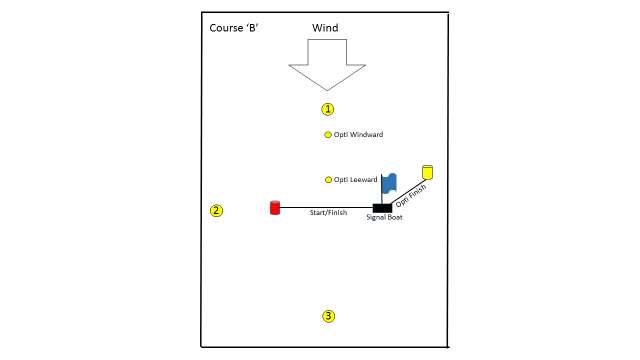 Course 'B'
Wind
1
Opti Windward
Opti Leeward
Opti Finish
2
Start/Finish
Signal Boat
3